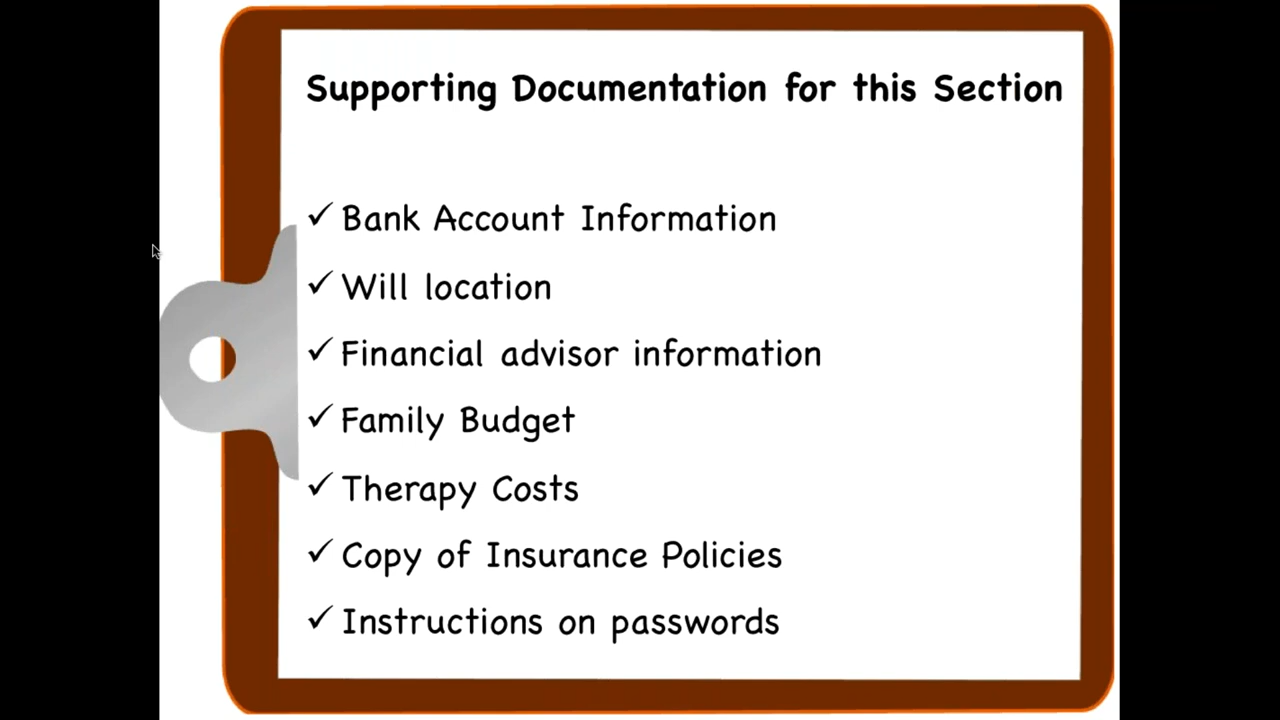 Supporting Documentation for this Section
✓ Bank Account Information
✓ Will location
✓ Financial advisor information
✓ Family Budget
✓ Therapy Costs
✓ Copy of Insurance Policies
✓ Instructions on passwords